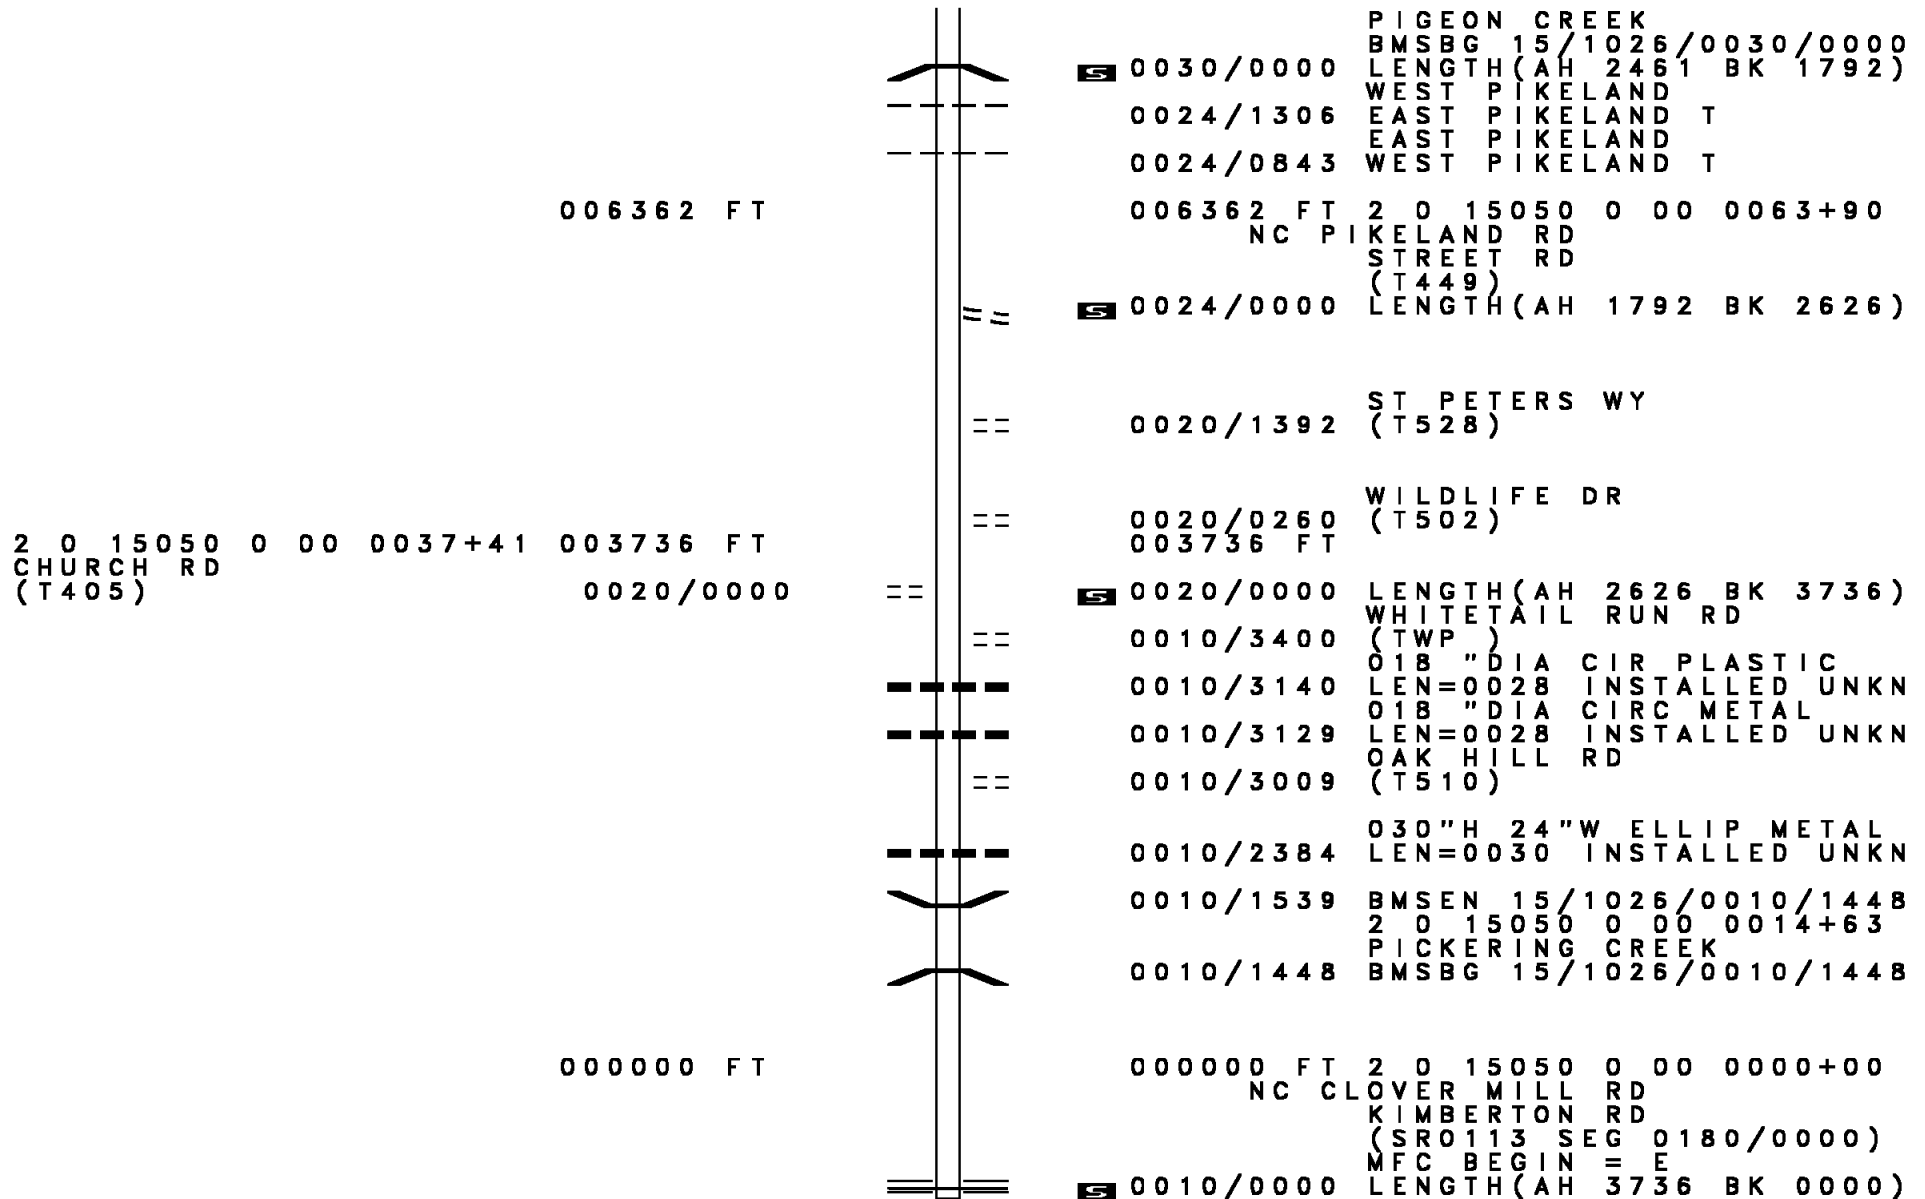 PIGEON CREEK
BMSBG 15/1026/0030/0000
S 0030/0000 LENGTH(AH 2461 BK 1792)
WEST PIKELAND
0024/1306 EAST PIKELAND T
EAST PIKELAND
0024/0843 WEST PIKELAND T
006362 FT 006362 FT 2 0 15050 0 00 0063+90
NC PIKELAND RD
STREET RD
(T449)
S 0024/0000 LENGTH(AH 1792 BK 2626)
ST PETERS WY
0020/1392 (T528)
WILDLIFE DR
0020/0260 (T502)
2 0 15050 0 00 0037+41 003736 FT 003736 FT
CHURCH RD
(T405) 0020/0000 S 0020/0000 LENGTH(AH 2626 BK 3736)
WHITETAIL RUN RD
0010/3400 (TWP )
018 "DIA CIR PLASTIC
0010/3140 LEN=0028 INSTALLED UNKN
018 "DIA CIRC METAL
0010/3129 LEN=0028 INSTALLED UNKN
OAK HILL RD
0010/3009 (T510)
030"H 24"W ELLIP METAL
0010/2384 LEN=0030 INSTALLED UNKN
0010/1539 BMSEN 15/1026/0010/1448
2 0 15050 0 00 0014+63
PICKERING CREEK
0010/1448 BMSBG 15/1026/0010/1448
000000 FT 000000 FT 2 0 15050 0 00 0000+00
NC CLOVER MILL RD
KIMBERTON RD
(SR0113 SEG 0180/0000)
MFC BEGIN = E
S 0010/0000 LENGTH(AH 3736 BK 0000)